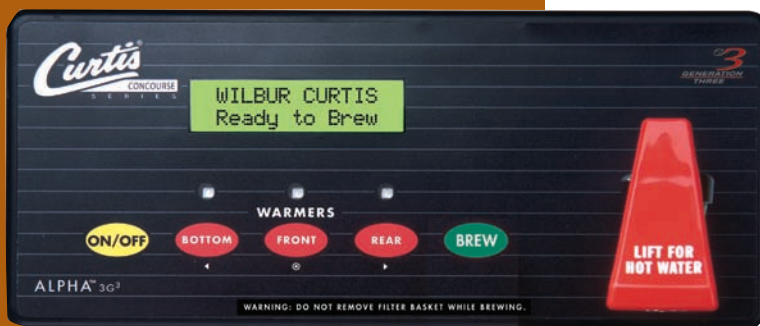 Curtis®
CONCOURSE
SERIES
G3
GENERATION
THREE
WILBUR CURTIS
Ready to Brew
WARMERS
ON/OFF
BOTTOM
FRONT
REAR
BREW
LIFT FOR
HOT WATER
ALPHA™ 3G³
WARNING: DO NOT REMOVE FILTER BASKET WHILE BREWING.